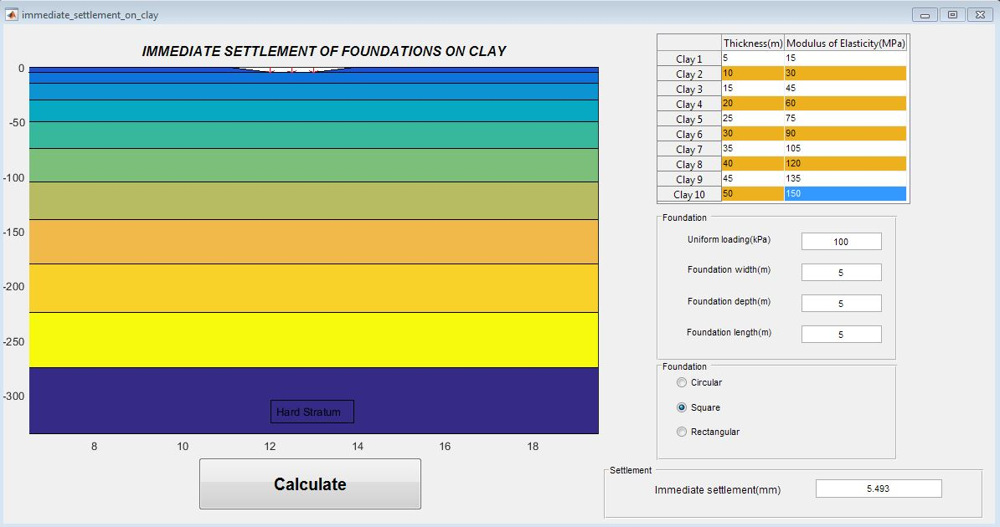 immediate_settlement_on_clay
IMMEDIATE SETTLEMENT OF FOUNDATIONS ON CLAY
0
-50
-100
-150
-200
-250
-300
Hard Stratum
8 10 12 14 16 18
Calculate
Thickness(m) Modulus of Elasticity(MPa)
Clay 1 5 15
Clay 2 10 30
Clay 3 15 45
Clay 4 20 60
Clay 5 25 75
Clay 6 30 90
Clay 7 35 105
Clay 8 40 120
Clay 9 45 135
Clay 10 50 150
Foundation
Uniform loading(kPa) 100
Foundation width(m) 5
Foundation depth(m) 5
Foundation length(m) 5
Foundation
Circular
Square
Rectangular
Settlement
Immediate settlement(mm) 5.493